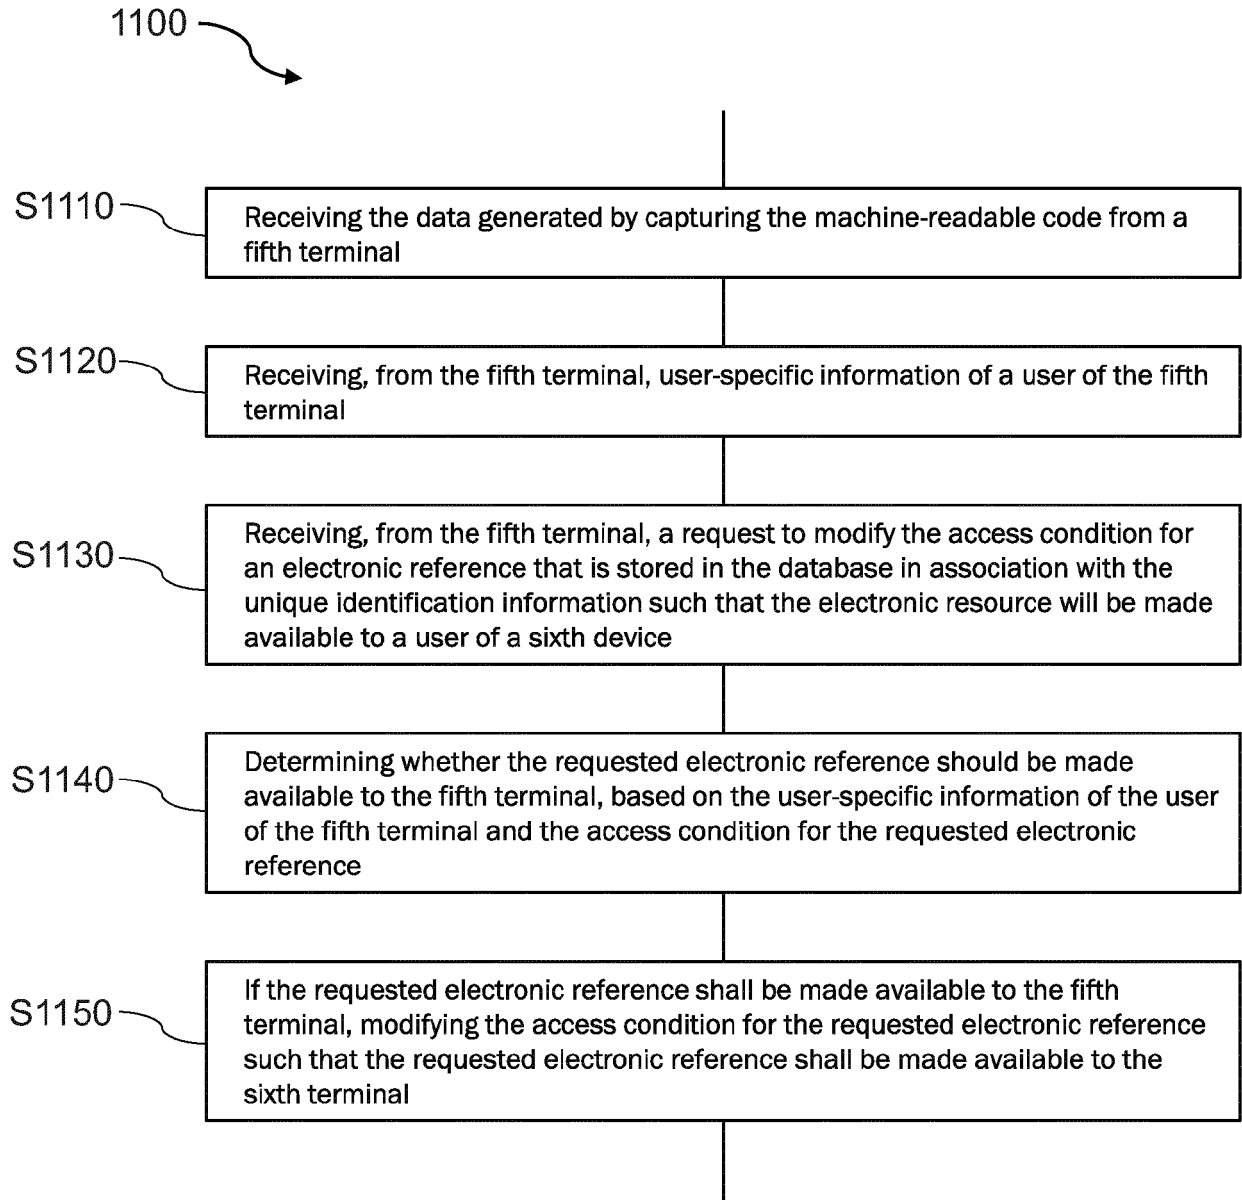 1100
S1110
Receiving the data generated by capturing the machine-readable code from a
fifth terminal
S1120
Receiving, from the fifth terminal, user-specific information of a user of the fifth
terminal
S1130
Receiving, from the fifth terminal, a request to modify the access condition for
an electronic reference that is stored in the database in association with the
unique identification information such that the electronic resource will be made
available to a user of a sixth device
S1140
Determining whether the requested electronic reference should be made
available to the fifth terminal, based on the user-specific information of the user
of the fifth terminal and the access condition for the requested electronic
reference
S1150
If the requested electronic reference shall be made available to the fifth
terminal, modifying the access condition for the requested electronic reference
such that the requested electronic reference shall be made available to the
sixth terminal